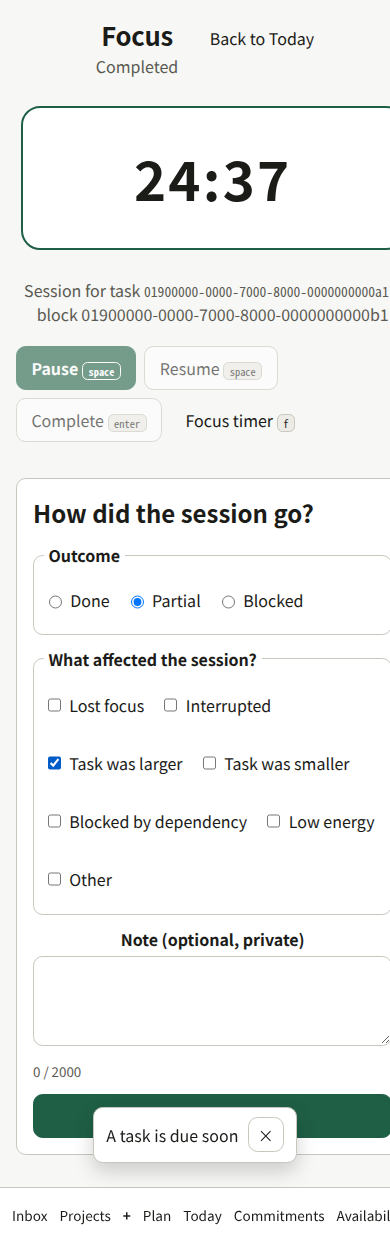 Focus
Back to Today
Completed
24:37
Session for task 01900000-0000-7000-8000-0000000000a1
block 01900000-0000-7000-8000-0000000000b1
Pause space
Resume space
Complete enter
Focus timer f
How did the session go?
Outcome
Done Partial Blocked
What affected the session?
Lost focus Interrupted
Task was larger Task was smaller
Blocked by dependency Low energy
Other
Note (optional, private)
0 / 2000
A task is due soon
Inbox Projects + Plan Today Commitments